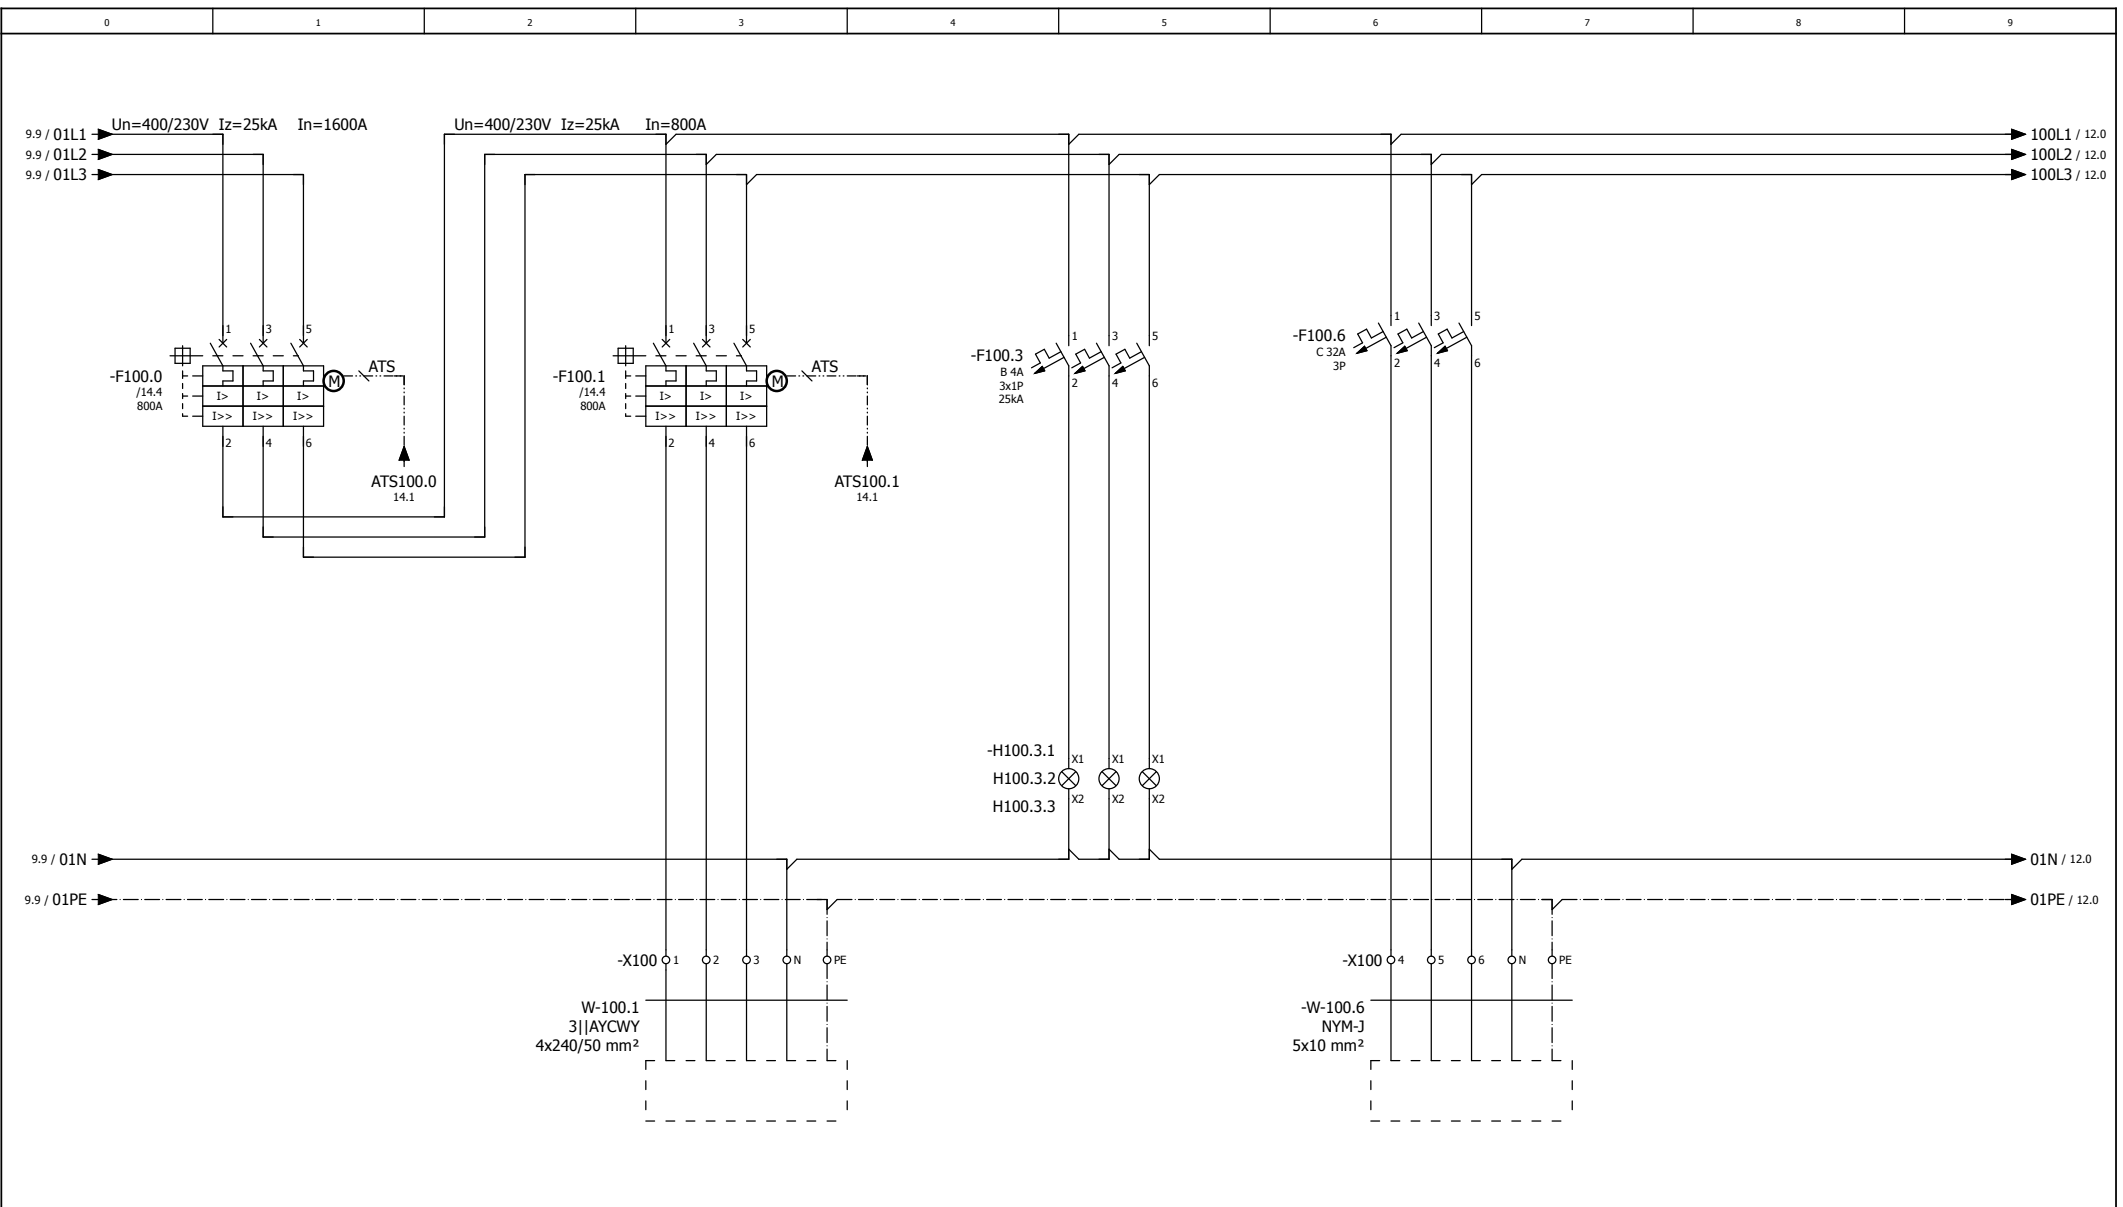 0 1 2 3 4 5 6 7 8 9
Un=400/230V Iz=25kA In=1600A
Un=400/230V Iz=25kA In=800A
9.9 / 01L1
100L1 / 12.0
9.9 / 01L2
100L2 / 12.0
9.9 / 01L3
100L3 / 12.0
1 3 5
-F100.0
/14.4
800A
M
ATS
I> I> I>
I>> I>> I>>
2 4 6
ATS100.0
14.1
1 3 5
-F100.1
/14.4
800A
M
ATS
I> I> I>
I>> I>> I>>
2 4 6
ATS100.1
14.1
1 3 5
-F100.3
B 4A
3x1P
25kA
2 4 6
1 3 5
-F100.6
C 32A
3P
2 4 6
-H100.3.1
H100.3.2
H100.3.3
X1 X1 X1
X2 X2 X2
9.9 / 01N
01N / 12.0
9.9 / 01PE
01PE / 12.0
-X100 1 2 3 N PE
W-100.1
3||AYCWY
4x240/50 mm²
-X100 4 5 6 N PE
-W-100.6
NYM-J
5x10 mm²